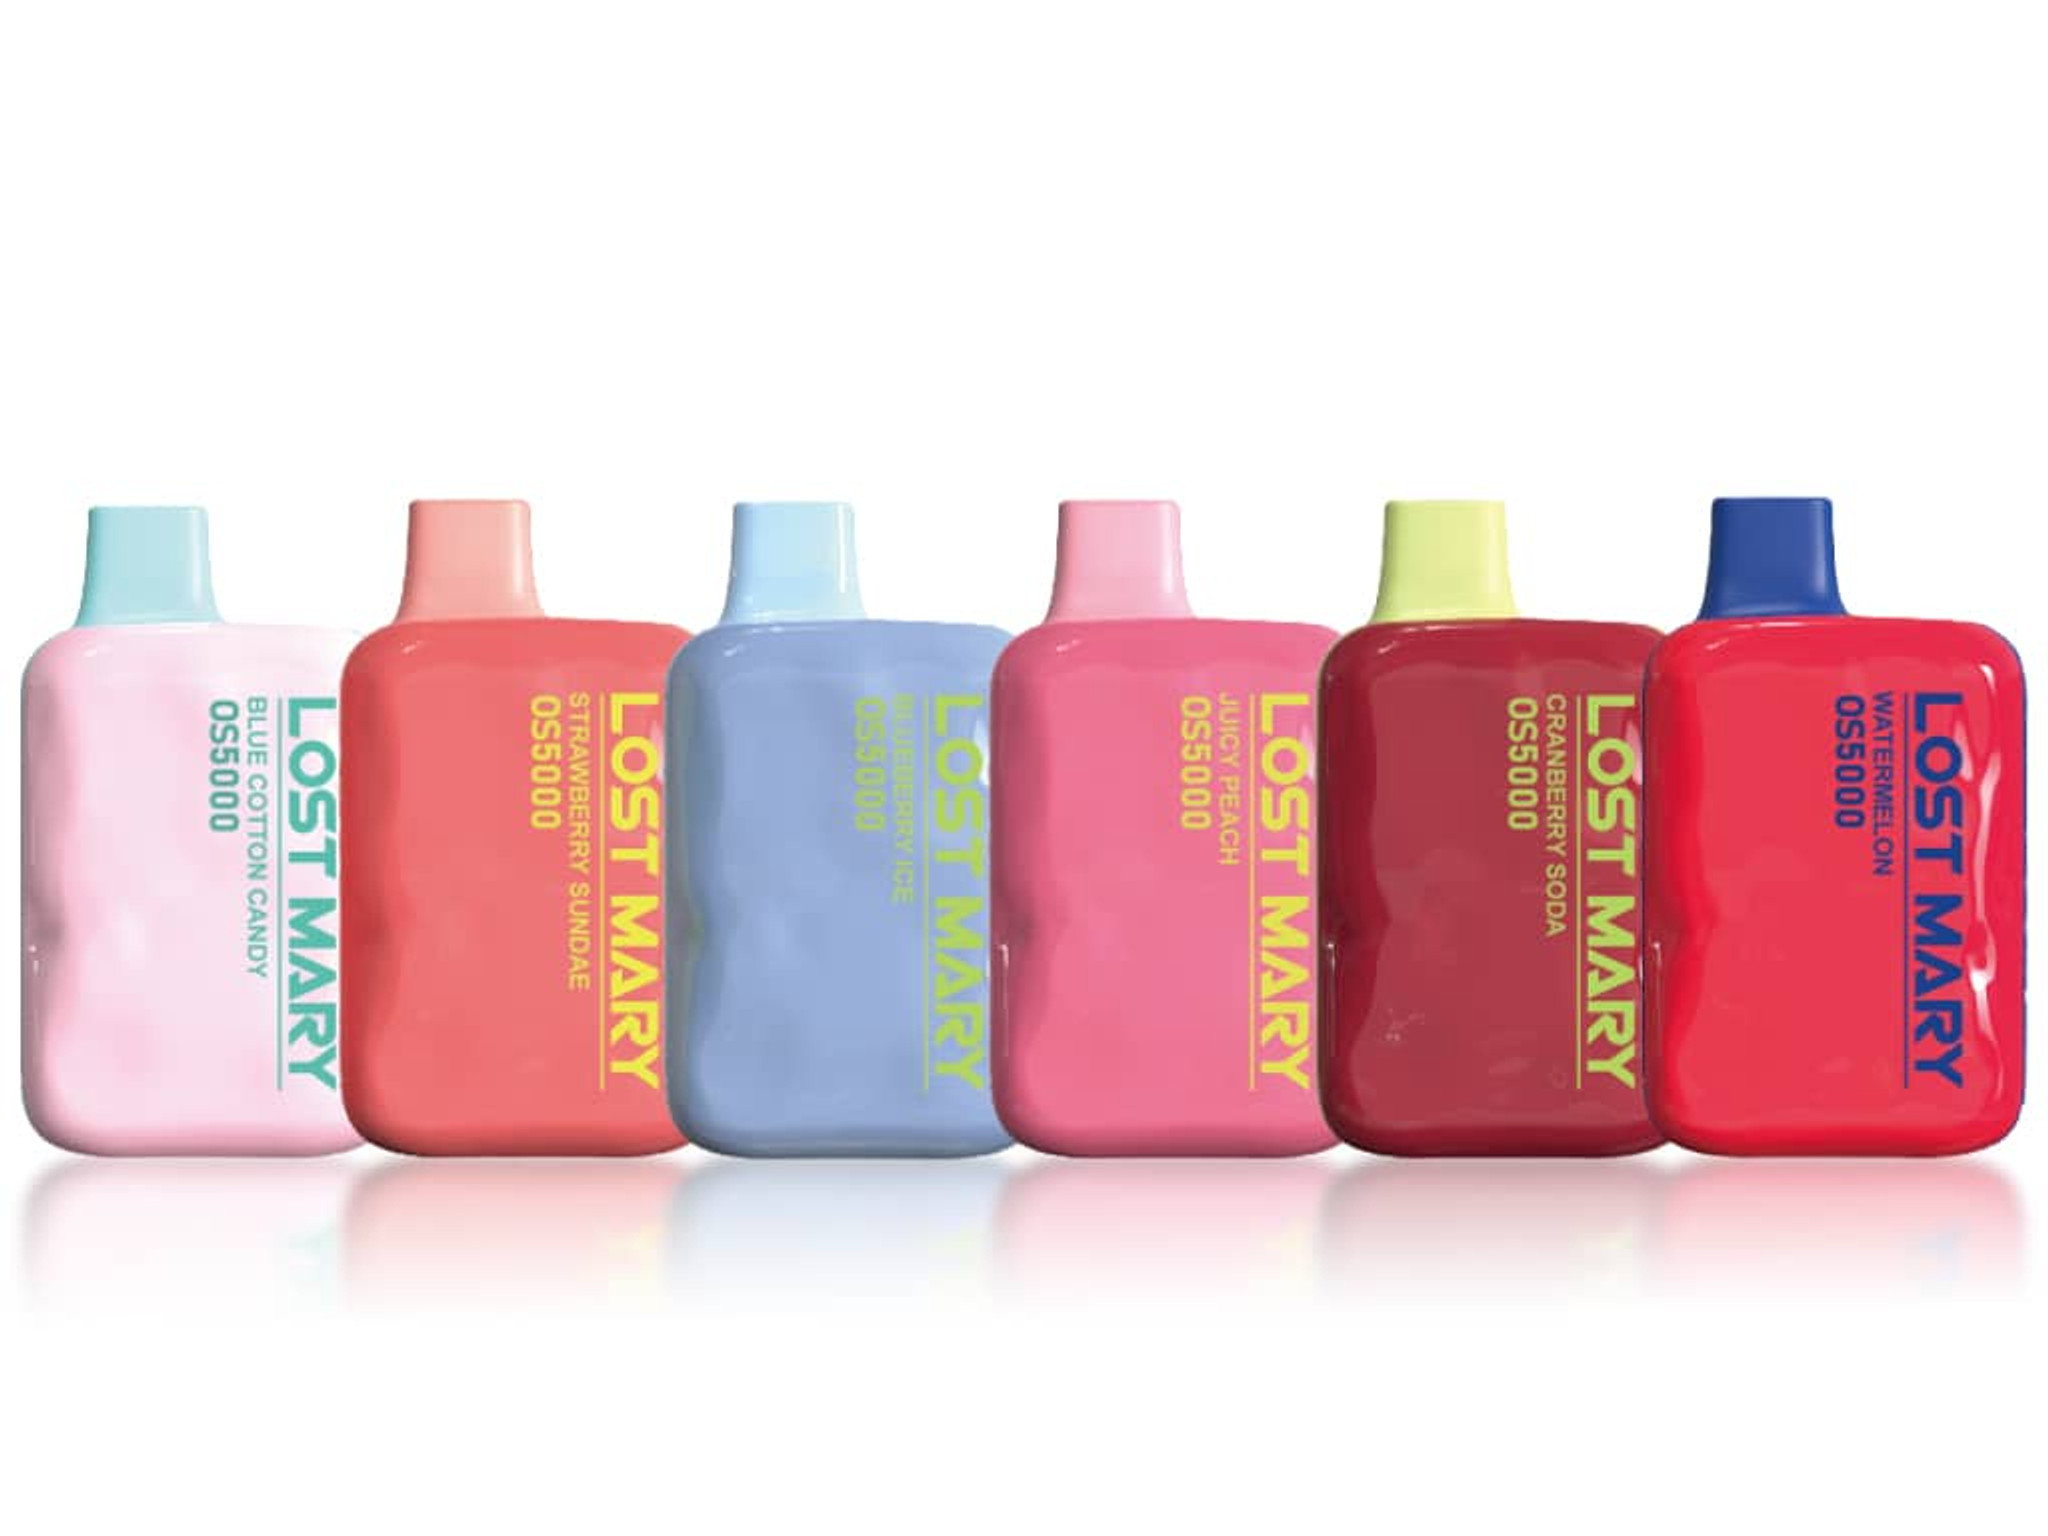 LOST MARY
BLUE COTTON CANDY
OS5000
LOST MARY
STRAWBERRY SUNDAE
OS5000
LOST MARY
BLUEBERRY ICE
OS5000
LOST MARY
JUICY PEACH
OS5000
LOST MARY
CRANBERRY SODA
OS5000
LOST MARY
WATERMELON
OS5000